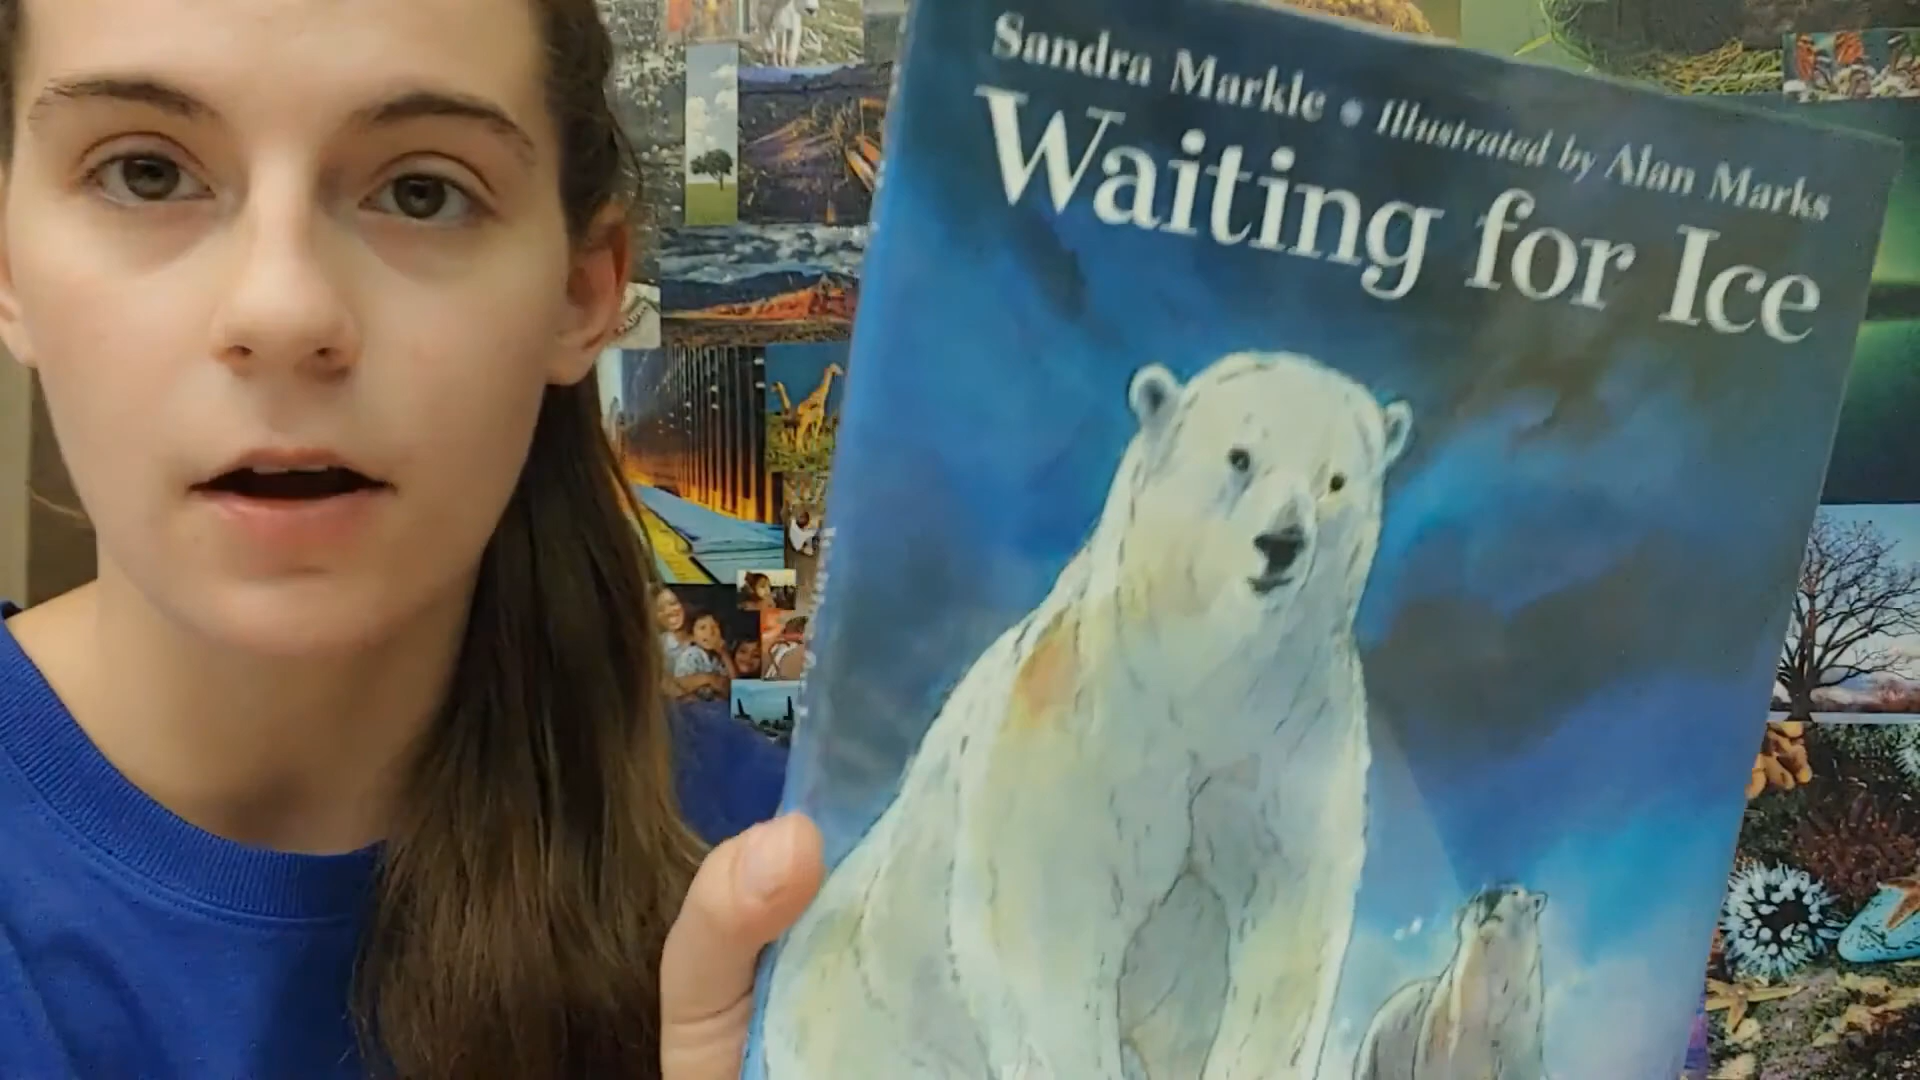 Sandra Markle • Illustrated by Alan Marks
Waiting for Ice